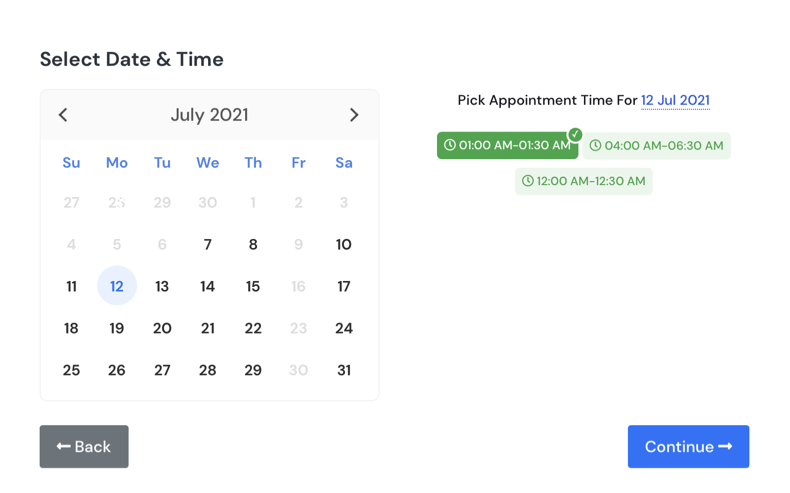 Select Date & Time
July 2021
Su Mo Tu We Th Fr Sa
27 28 29 30 1 2 3
4 5 6 7 8 9 10
11 12 13 14 15 16 17
18 19 20 21 22 23 24
25 26 27 28 29 30 31
Pick Appointment Time For 12 Jul 2021
01:00 AM-01:30 AM 04:00 AM-06:30 AM
12:00 AM-12:30 AM
Back
Continue